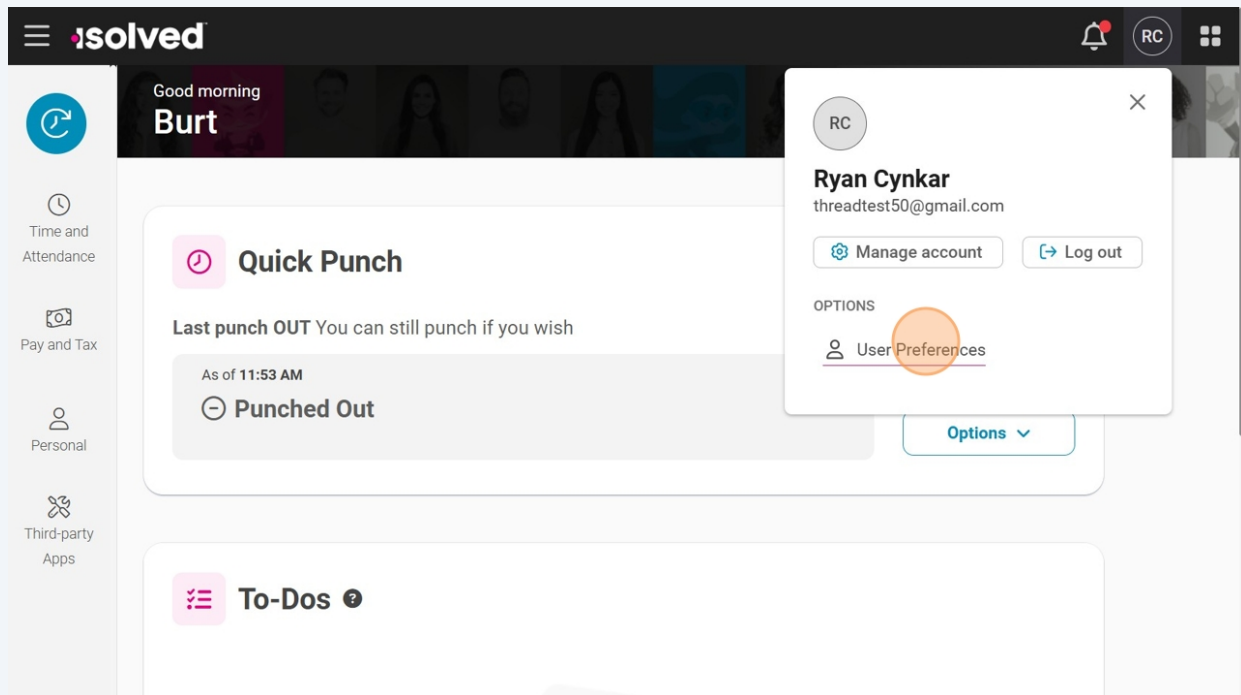 isolved
RC
Good morning
Burt
RC
Ryan Cynkar
threadtest50@gmail.com
Manage account
Log out
OPTIONS
User Preferences
Time and
Attendance
Pay and Tax
Personal
Third-party
Apps
Quick Punch
Last punch OUT You can still punch if you wish
As of 11:53 AM
Punched Out
Options
To-Dos ?